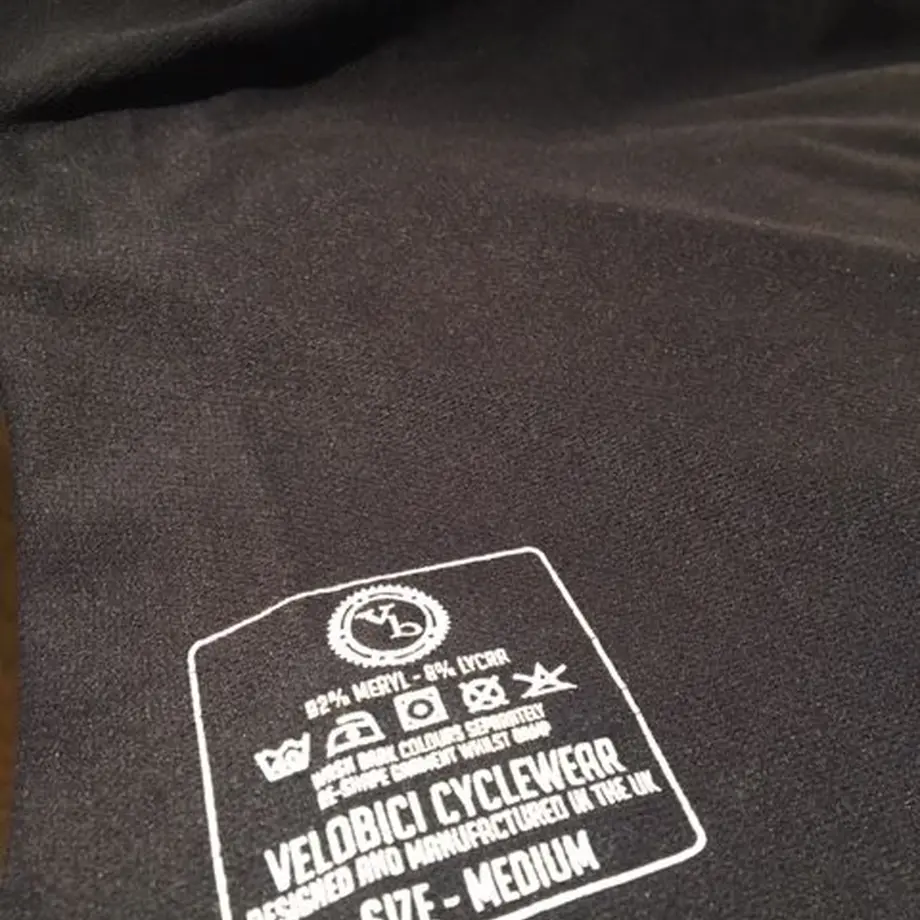 vb
92% MERYL - 8% LYCRA
WASH DARK COLOURS SEPARATELY
RE-SHAPE GARMENT WHILST DAMP
VELOBICI CYCLEWEAR
DESIGNED AND MANUFACTURED IN THE UK
SIZE - MEDIUM